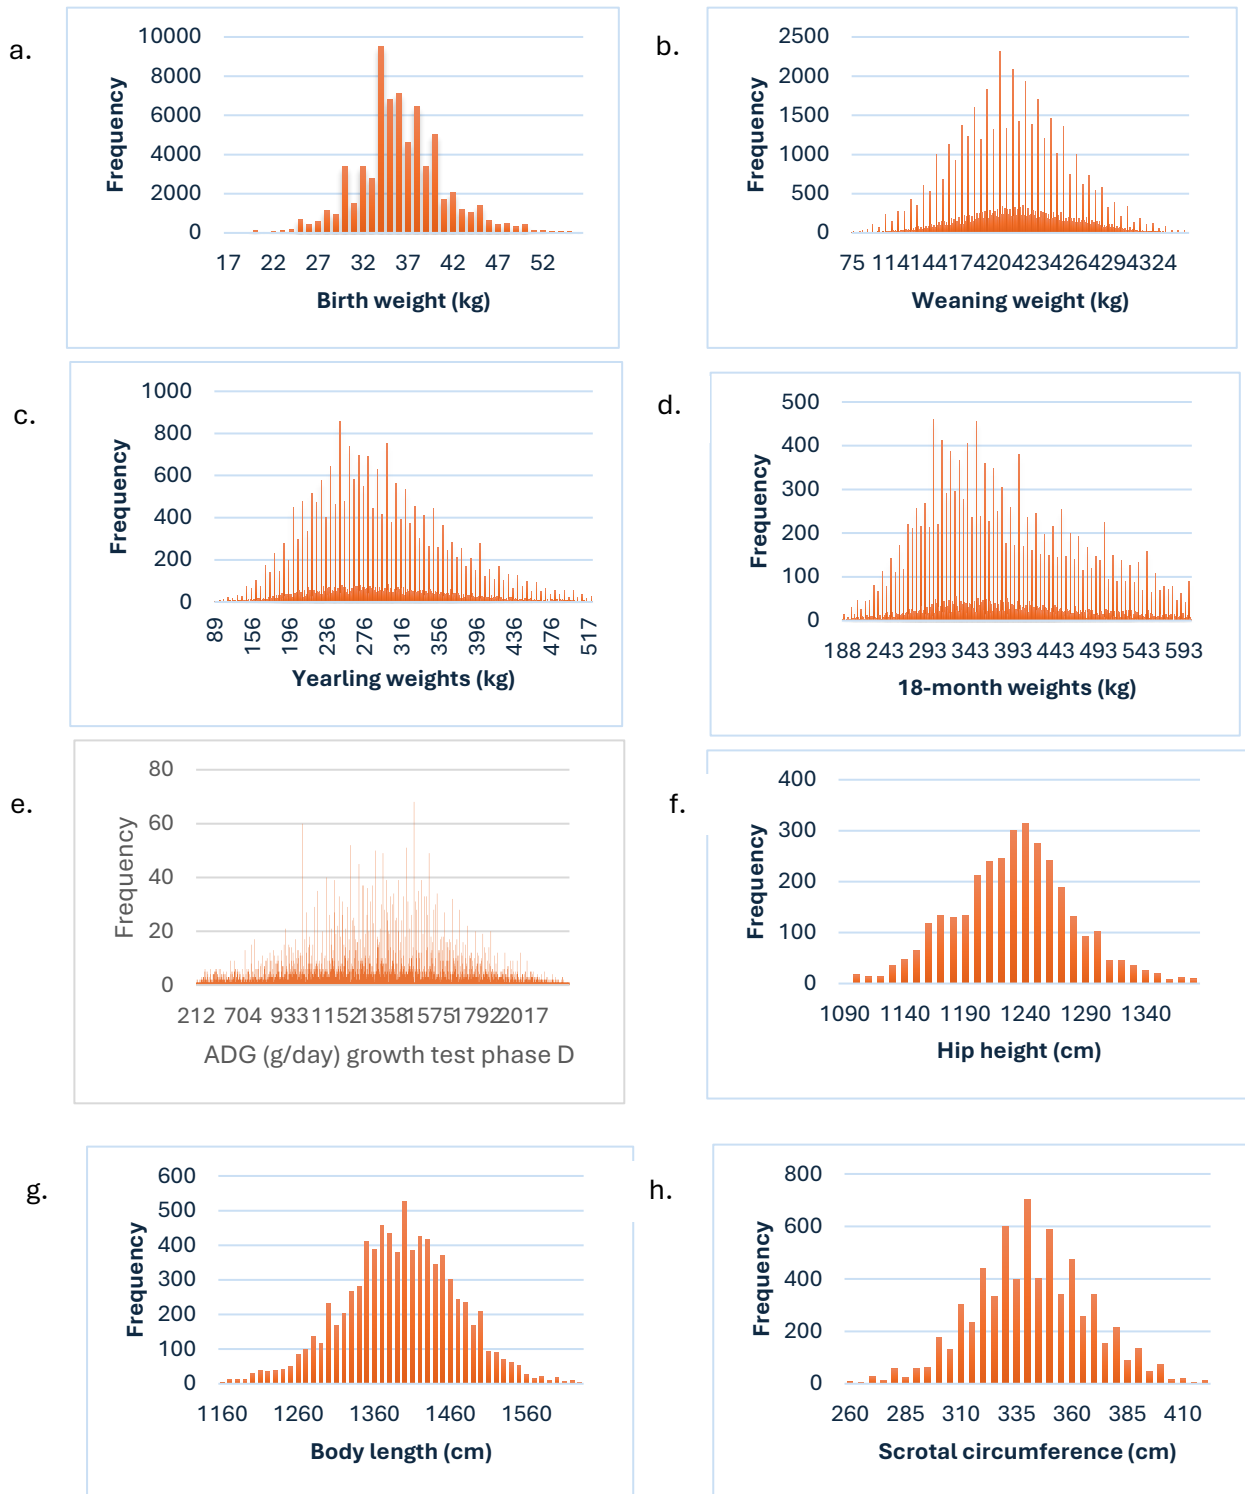 a.
10000
8000
6000
4000
2000
0
Frequency
17 22 27 32 37 42 47 52
Birth weight (kg)
b.
2500
2000
1500
1000
500
0
Frequency
75 114144174204234264294324
Weaning weight (kg)
c.
1000
800
600
400
200
0
Frequency
89 156 196 236 276 316 356 396 436 476 517
Yearling weights (kg)
d.
500
400
300
200
100
0
Frequency
188 243 293 343 393 443 493 543 593
18-month weights (kg)
e.
80
60
40
20
0
Frequency
212 704 933 1152 1358 1575 1792 2017
ADG (g/day) growth test phase D
f.
400
300
200
100
0
Frequency
1090 1140 1190 1240 1290 1340
Hip height (cm)
g.
600
500
400
300
200
100
0
Frequency
1160 1260 1360 1460 1560
Body length (cm)
h.
800
600
400
200
0
Frequency
260 285 310 335 360 385 410
Scrotal circumference (cm)